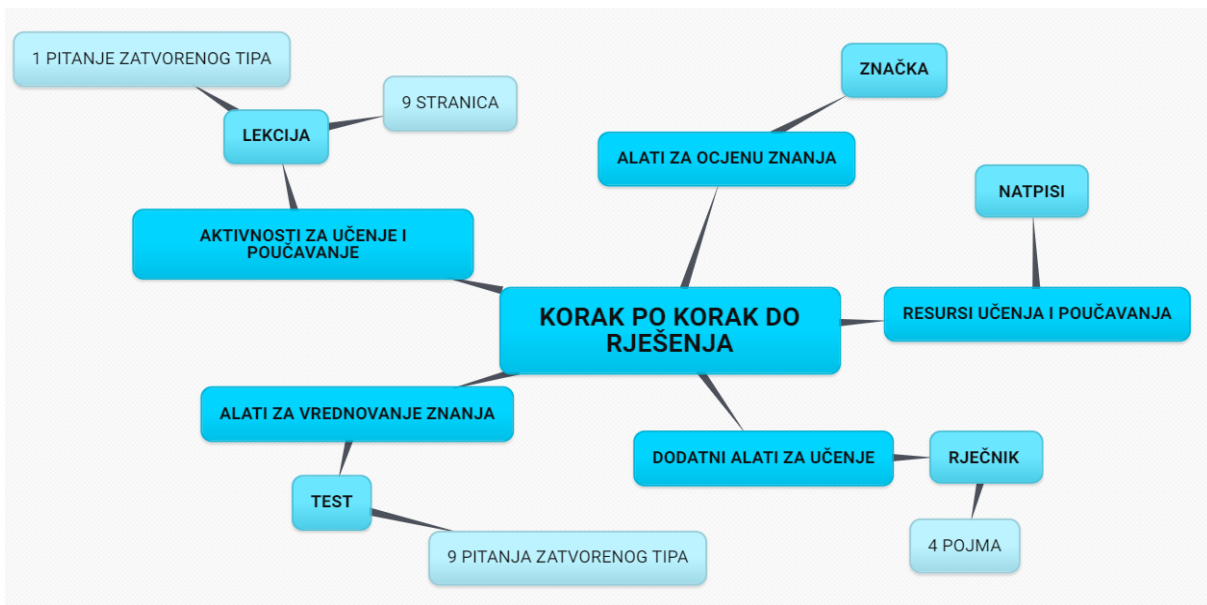 1 PITANJE ZATVORENOG TIPA
9 STRANICA
LEKCIJA
AKTIVNOSTI ZA UČENJE I
POUČAVANJE
ZNAČKA
ALATI ZA OCJENU ZNANJA
NATPISI
RESURSI UČENJA I POUČAVANJA
KORAK PO KORAK DO
RJEŠENJA
ALATI ZA VREDNOVANJE ZNANJA
TEST
9 PITANJA ZATVORENOG TIPA
DODATNI ALATI ZA UČENJE
RJEČNIK
4 POJMA